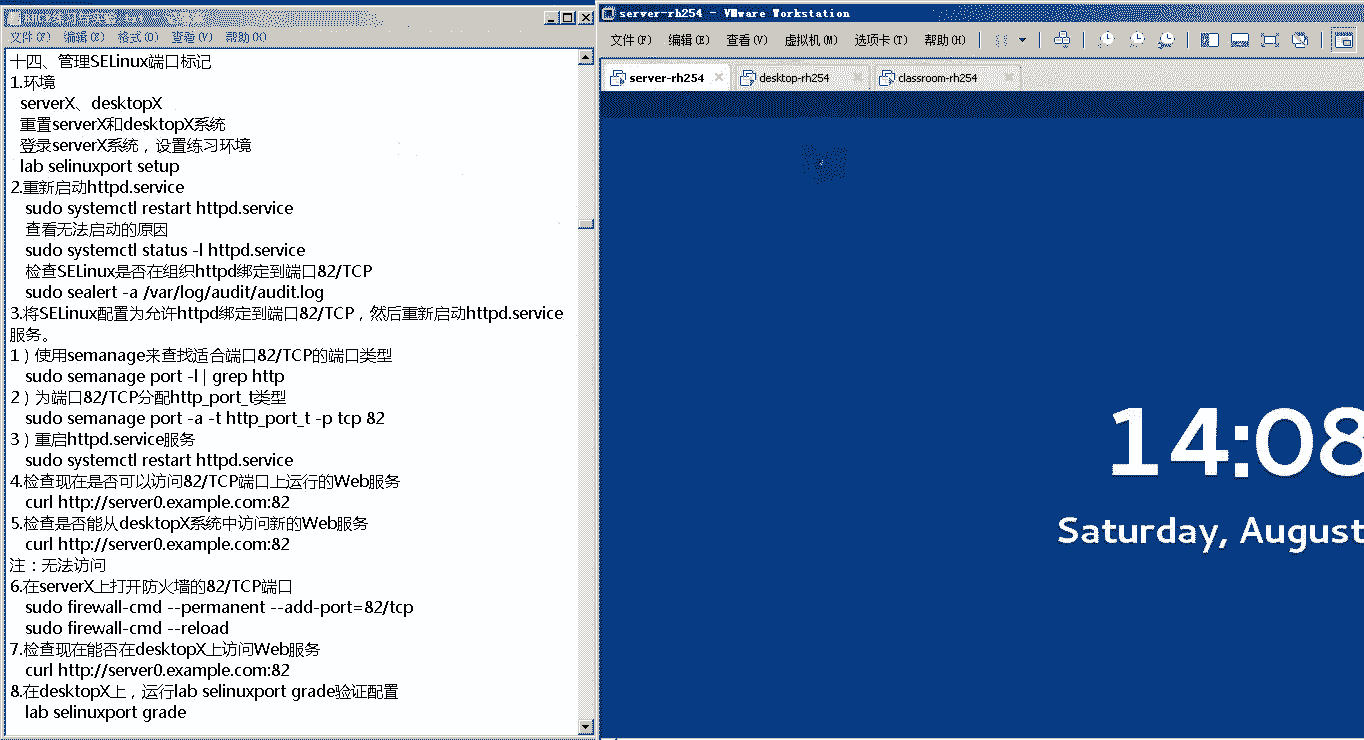 文件(F) 编辑(E) 格式(O) 查看(V) 帮助(H)
十四、管理SELinux端口标记
1.环境
serverX、desktopX
重置serverX和desktopX系统
登录serverX系统，设置练习环境
lab selinuxport setup
2.重新启动httpd.service
sudo systemctl restart httpd.service
查看无法启动的原因
sudo systemctl status -l httpd.service
检查SELinux是否在组织httpd绑定到端口82/TCP
sudo sealert -a /var/log/audit/audit.log
3.将SELinux配置为允许httpd绑定到端口82/TCP，然后重新启动httpd.service
服务。
1）使用semanage来查找适合端口82/TCP的端口类型
sudo semanage port -l | grep http
2）为端口82/TCP分配http_port_t类型
sudo semanage port -a -t http_port_t -p tcp 82
3）重启httpd.service服务
sudo systemctl restart httpd.service
4.检查现在是否可以访问82/TCP端口上运行的Web服务
curl http://server0.example.com:82
5.检查是否能从desktopX系统中访问新的Web服务
curl http://server0.example.com:82
注：无法访问
6.在serverX上打开防火墙的82/TCP端口
sudo firewall-cmd --permanent --add-port=82/tcp
sudo firewall-cmd --reload
7.检查现在能否在desktopX上访问Web服务
curl http://server0.example.com:82
8.在desktopX上，运行lab selinuxport grade验证配置
lab selinuxport grade
server-rh254 - VMware Workstation
文件(F) 编辑(E) 查看(V) 虚拟机(M) 选项卡(T) 帮助(H)
server-rh254 desktop-rh254 classroom-rh254
14:08
Saturday, August